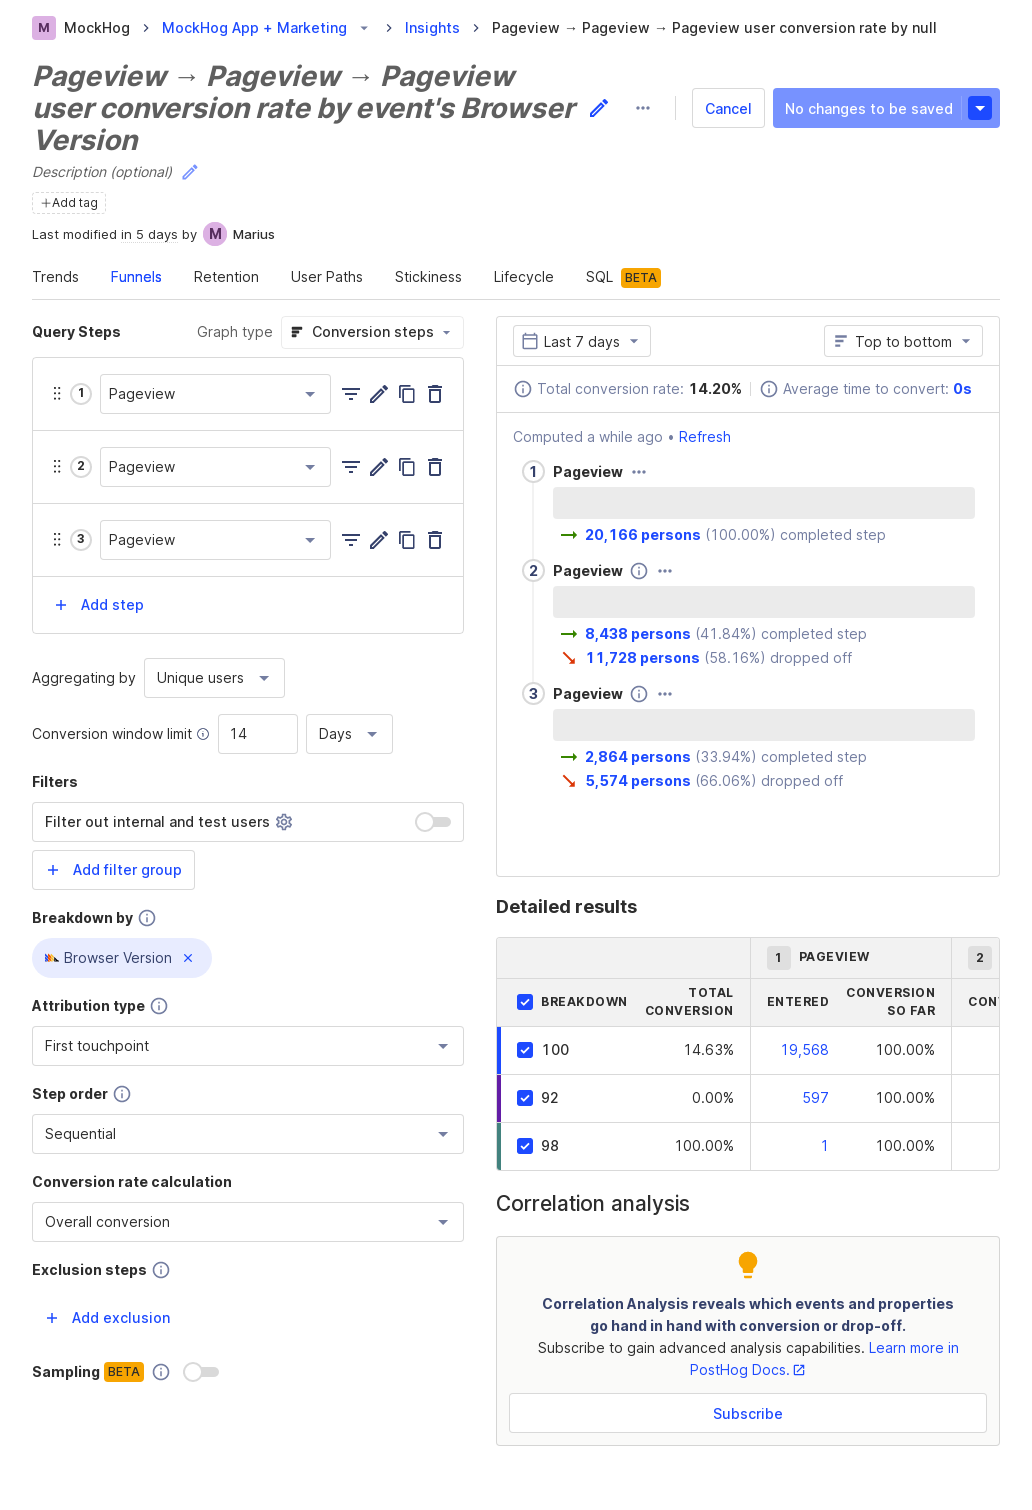 M MockHog > MockHog App + Marketing > Insights > Pageview → Pageview → Pageview user conversion rate by null
Pageview → Pageview → Pageview
user conversion rate by event's Browser
Version
Cancel
No changes to be saved
Description (optional)
+Add tag
Last modified in 5 days by M Marius
Trends Funnels Retention User Paths Stickiness Lifecycle SQL BETA
Query Steps Graph type Conversion steps
1 Pageview
2 Pageview
3 Pageview
+ Add step
Aggregating by Unique users
Conversion window limit 14 Days
Filters
Filter out internal and test users
+ Add filter group
Breakdown by
Browser Version ×
Attribution type
First touchpoint
Step order
Sequential
Conversion rate calculation
Overall conversion
Exclusion steps
+ Add exclusion
Sampling BETA
Last 7 days Top to bottom
Total conversion rate: 14.20% Average time to convert: 0s
Computed a while ago • Refresh
1 Pageview
→ 20,166 persons (100.00%) completed step
2 Pageview
→ 8,438 persons (41.84%) completed step
↘ 11,728 persons (58.16%) dropped off
3 Pageview
→ 2,864 persons (33.94%) completed step
↘ 5,574 persons (66.06%) dropped off
Detailed results
1 PAGEVIEW 2
BREAKDOWN TOTAL CONVERSION ENTERED CONVERSION SO FAR
100 14.63% 19,568 100.00%
92 0.00% 597 100.00%
98 100.00% 1 100.00%
Correlation analysis
Correlation Analysis reveals which events and properties
go hand in hand with conversion or drop-off.
Subscribe to gain advanced analysis capabilities. Learn more in
PostHog Docs.
Subscribe